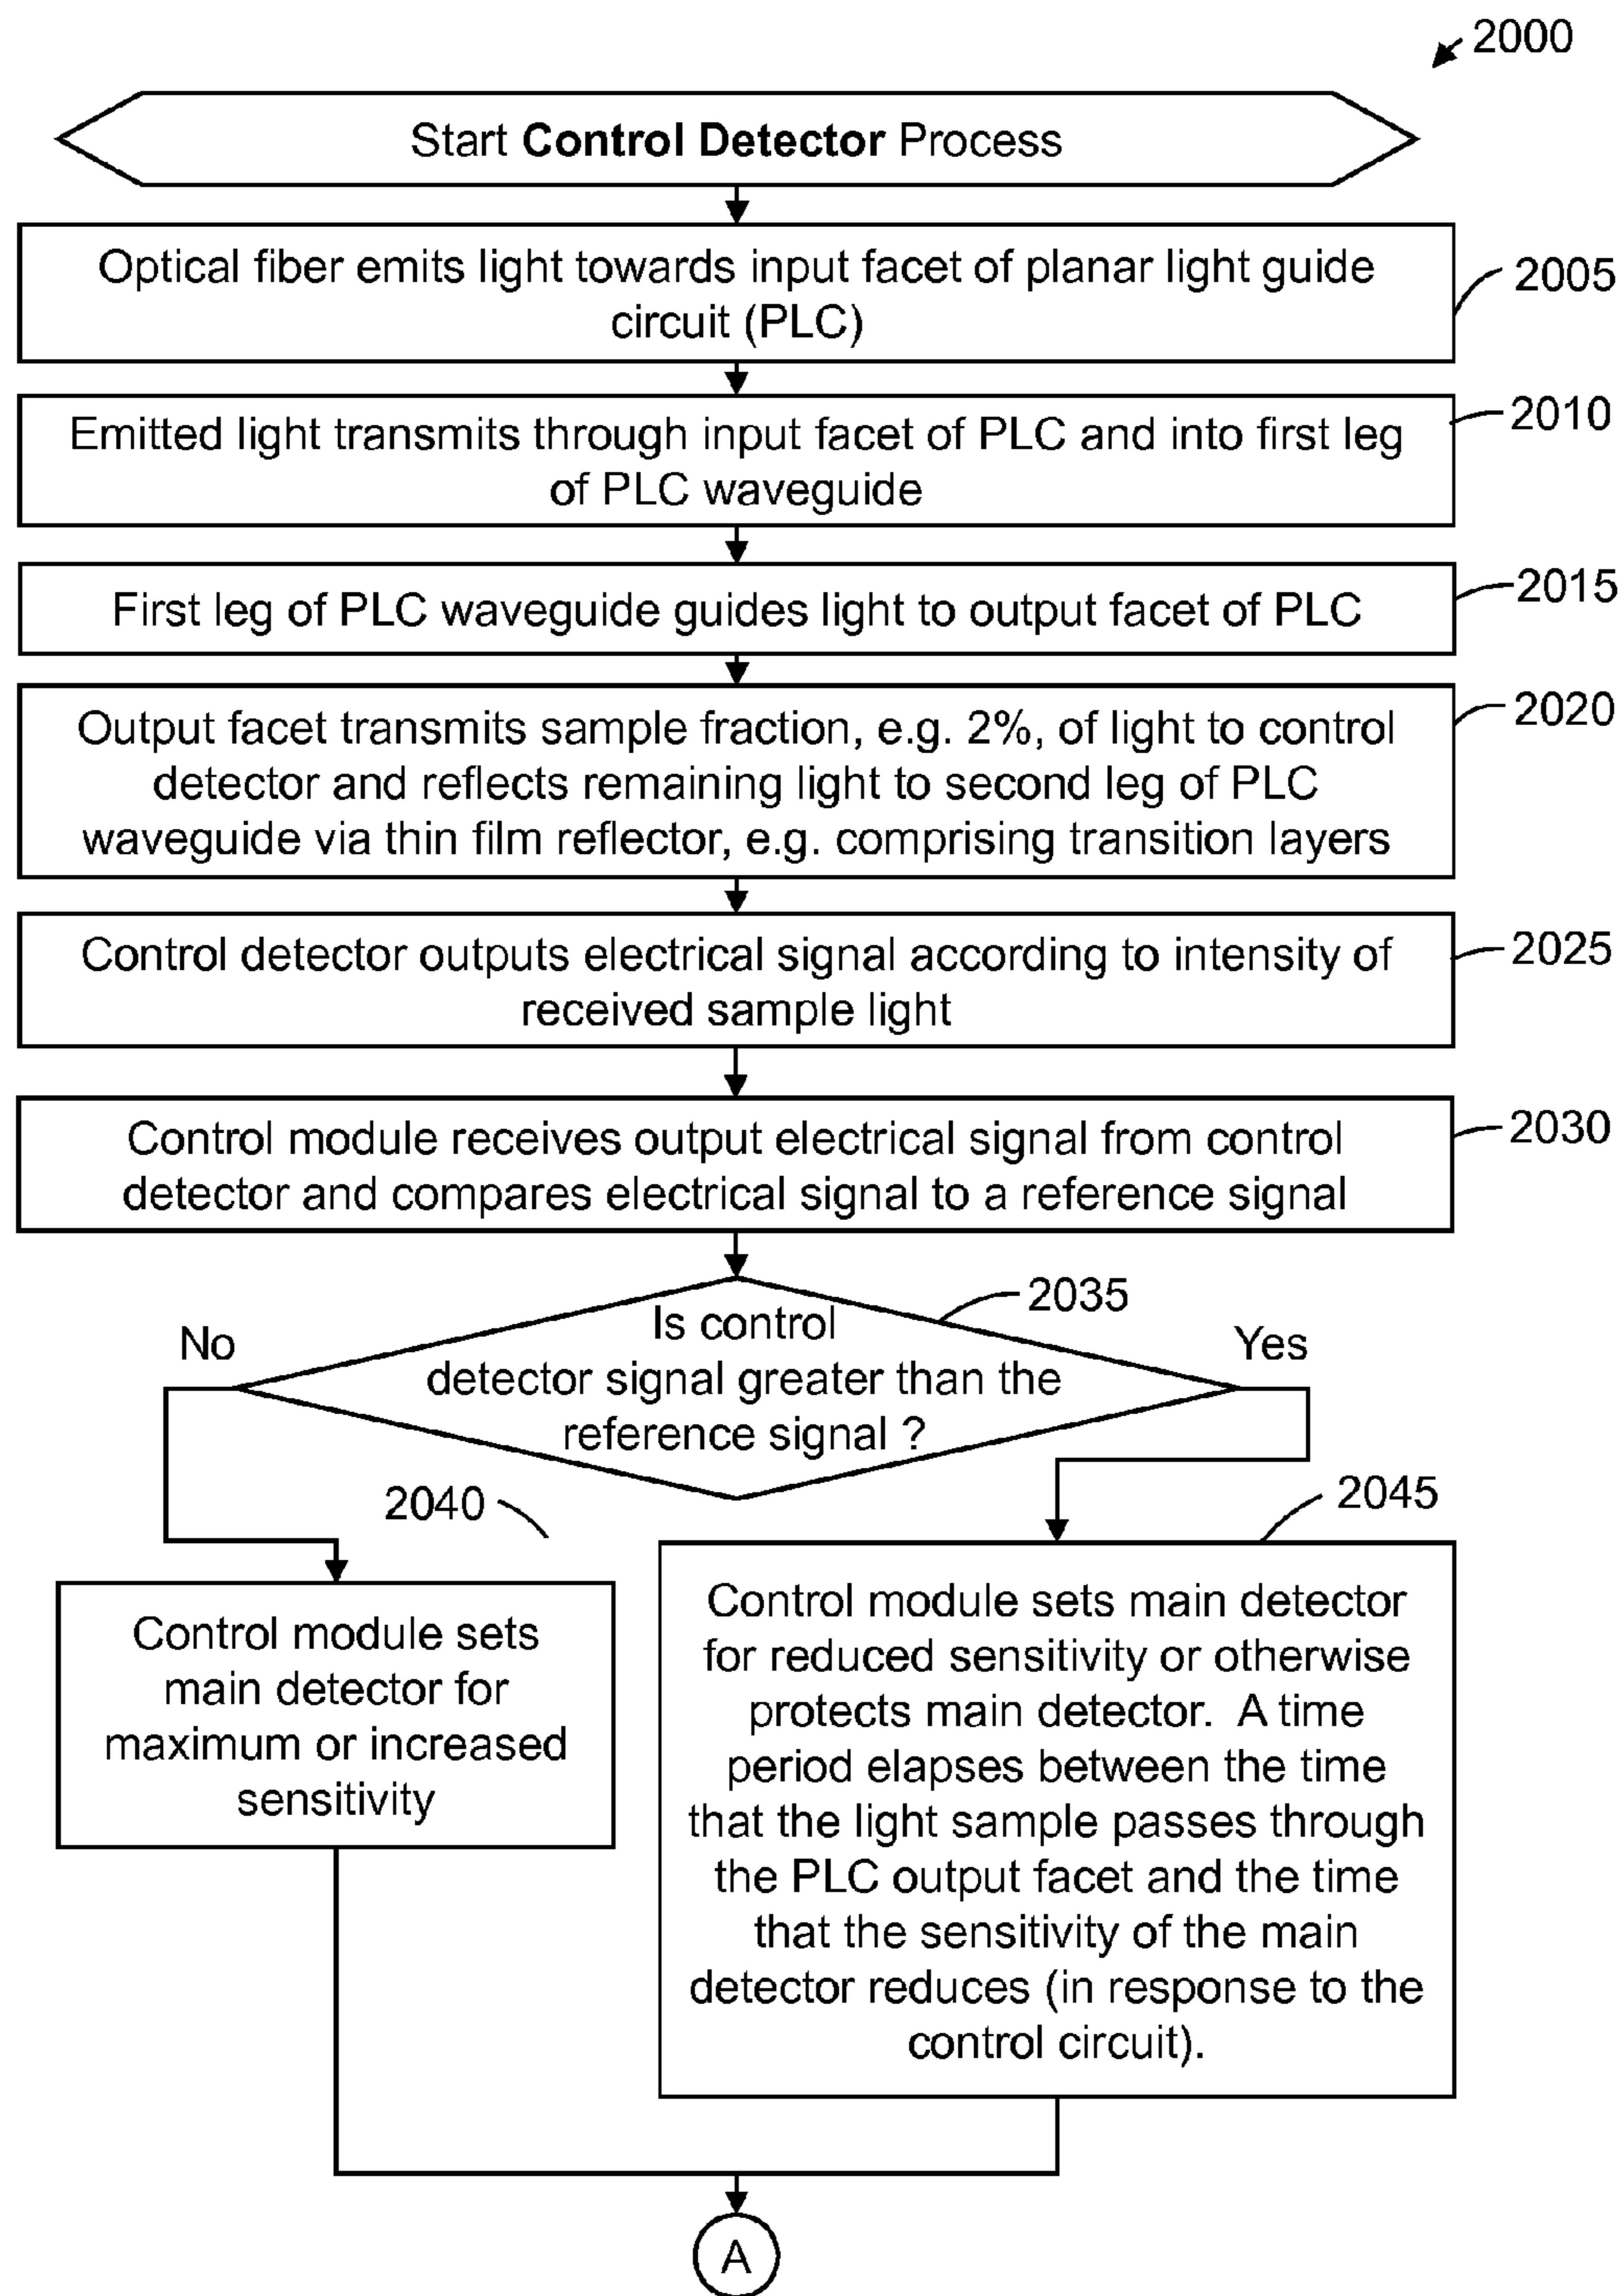 2000
Start Control Detector Process
Optical fiber emits light towards input facet of planar light guide
circuit (PLC)
2005
Emitted light transmits through input facet of PLC and into first leg
of PLC waveguide
2010
First leg of PLC waveguide guides light to output facet of PLC
2015
Output facet transmits sample fraction, e.g. 2%, of light to control
detector and reflects remaining light to second leg of PLC
waveguide via thin film reflector, e.g. comprising transition layers
2020
Control detector outputs electrical signal according to intensity of
received sample light
2025
Control module receives output electrical signal from control
detector and compares electrical signal to a reference signal
2030
Is control
detector signal greater than the
reference signal ?
2035
No
Yes
2040
Control module sets
main detector for
maximum or increased
sensitivity
2045
Control module sets main detector
for reduced sensitivity or otherwise
protects main detector. A time
period elapses between the time
that the light sample passes through
the PLC output facet and the time
that the sensitivity of the main
detector reduces (in response to the
control circuit).
A